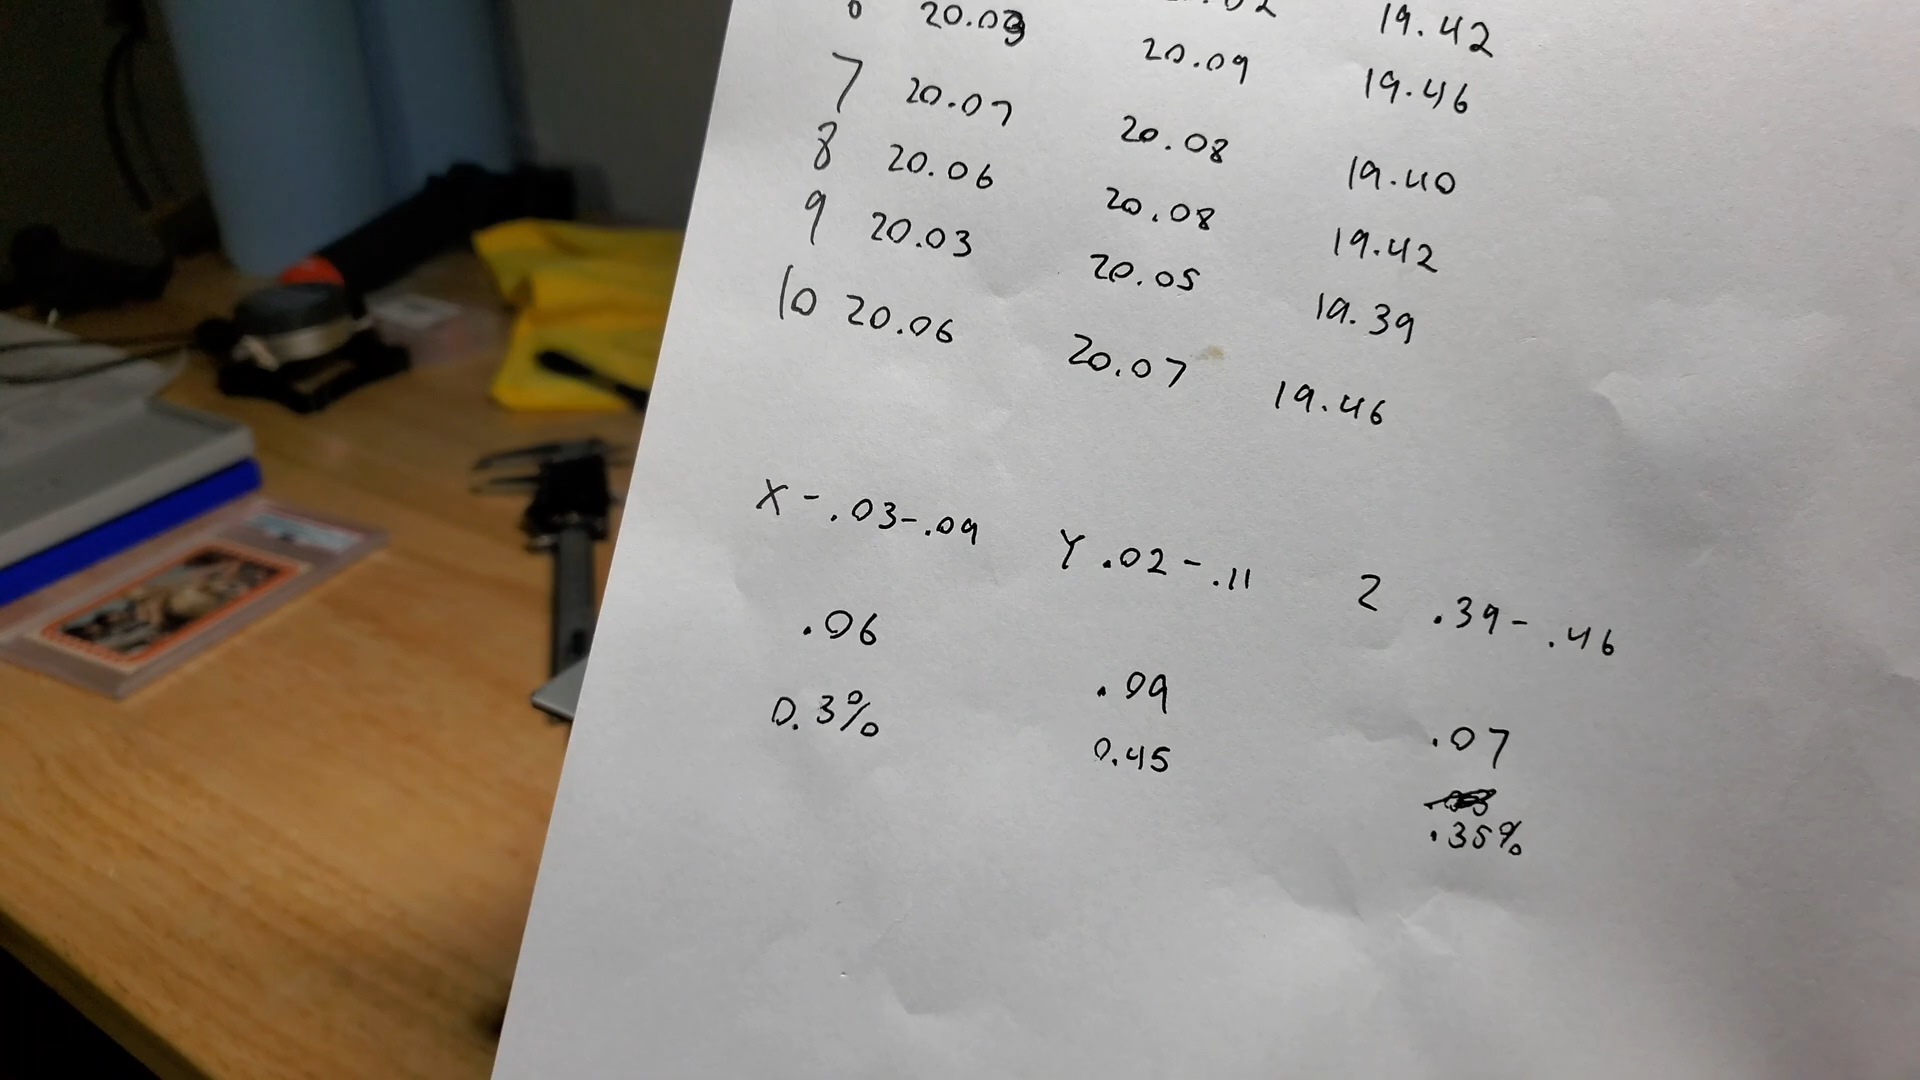 19.42
20.03 20.09 19.46
7 20.07 20.08 19.40
8 20.06 20.08 19.42
9 20.03 20.05 19.39
10 20.06 20.07 19.46
X - .03-.09 Y .02-.11 Z .39-.46
.06 .09 .07
0.3% 0.45 .35%